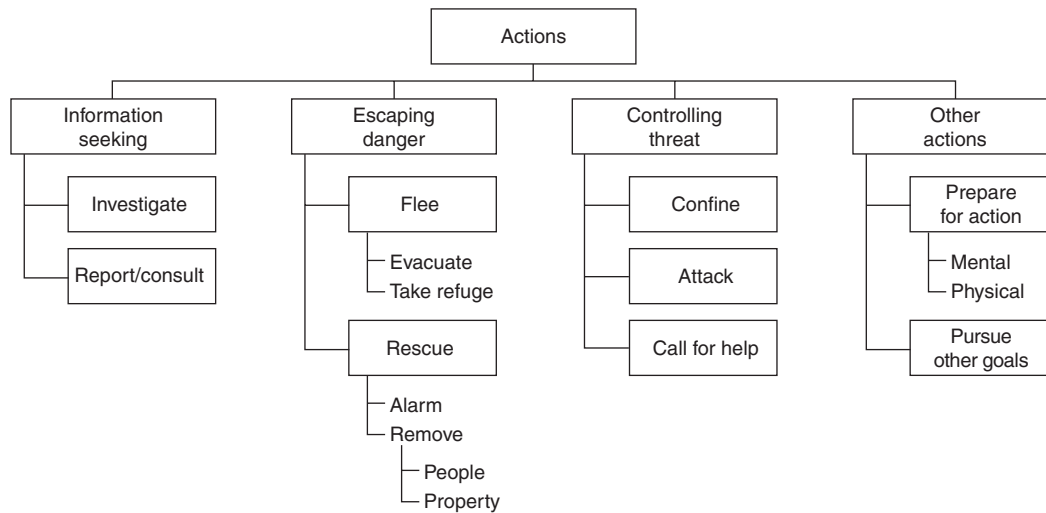 Actions
Information
seeking
Investigate
Report/consult
Escaping
danger
Flee
Evacuate
Take refuge
Rescue
Alarm
Remove
People
Property
Controlling
threat
Confine
Attack
Call for help
Other
actions
Prepare
for action
Mental
Physical
Pursue
other goals